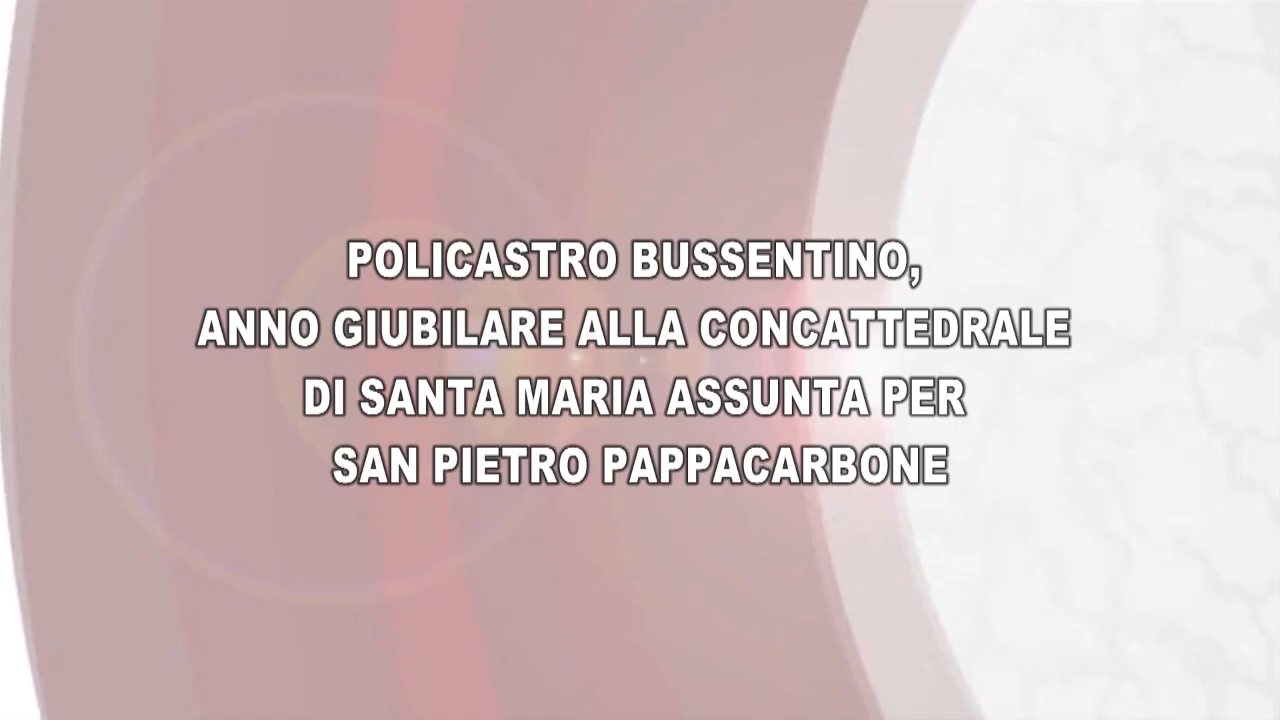 POLICASTRO BUSSENTINO,
ANNO GIUBILARE ALLA CONCATTEDRALE
DI SANTA MARIA ASSUNTA PER
SAN PIETRO PAPPACARBONE